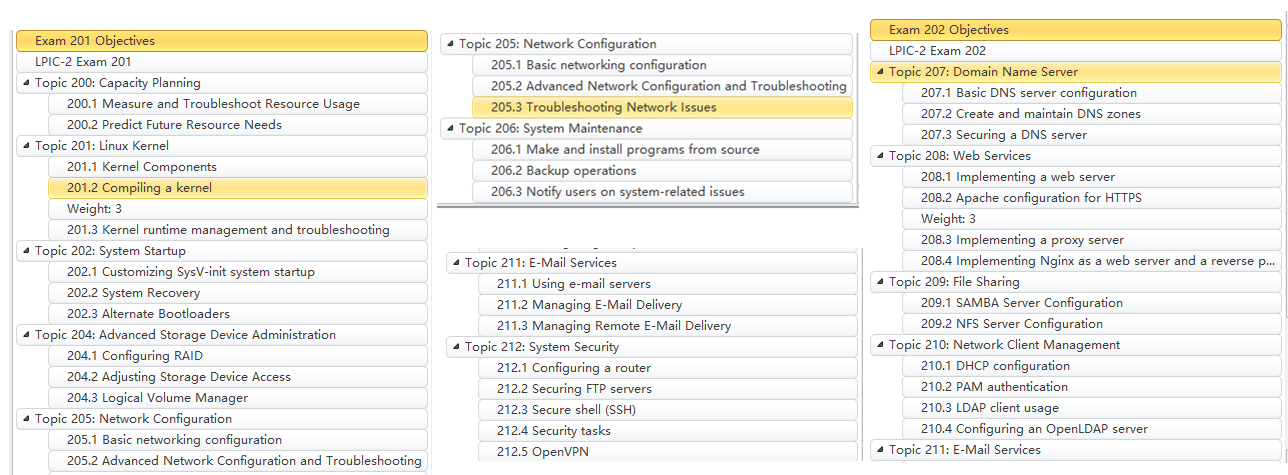 Exam 201 Objectives
LPIC-2 Exam 201
Topic 200: Capacity Planning
200.1 Measure and Troubleshoot Resource Usage
200.2 Predict Future Resource Needs
Topic 201: Linux Kernel
201.1 Kernel Components
201.2 Compiling a kernel
Weight: 3
201.3 Kernel runtime management and troubleshooting
Topic 202: System Startup
202.1 Customizing SysV-init system startup
202.2 System Recovery
202.3 Alternate Bootloaders
Topic 204: Advanced Storage Device Administration
204.1 Configuring RAID
204.2 Adjusting Storage Device Access
204.3 Logical Volume Manager
Topic 205: Network Configuration
205.1 Basic networking configuration
205.2 Advanced Network Configuration and Troubleshooting
Topic 205: Network Configuration
205.1 Basic networking configuration
205.2 Advanced Network Configuration and Troubleshooting
205.3 Troubleshooting Network Issues
Topic 206: System Maintenance
206.1 Make and install programs from source
206.2 Backup operations
206.3 Notify users on system-related issues
Topic 211: E-Mail Services
211.1 Using e-mail servers
211.2 Managing E-Mail Delivery
211.3 Managing Remote E-Mail Delivery
Topic 212: System Security
212.1 Configuring a router
212.2 Securing FTP servers
212.3 Secure shell (SSH)
212.4 Security tasks
212.5 OpenVPN
Exam 202 Objectives
LPIC-2 Exam 202
Topic 207: Domain Name Server
207.1 Basic DNS server configuration
207.2 Create and maintain DNS zones
207.3 Securing a DNS server
Topic 208: Web Services
208.1 Implementing a web server
208.2 Apache configuration for HTTPS
Weight: 3
208.3 Implementing a proxy server
208.4 Implementing Nginx as a web server and a reverse p...
Topic 209: File Sharing
209.1 SAMBA Server Configuration
209.2 NFS Server Configuration
Topic 210: Network Client Management
210.1 DHCP configuration
210.2 PAM authentication
210.3 LDAP client usage
210.4 Configuring an OpenLDAP server
Topic 211: E-Mail Services